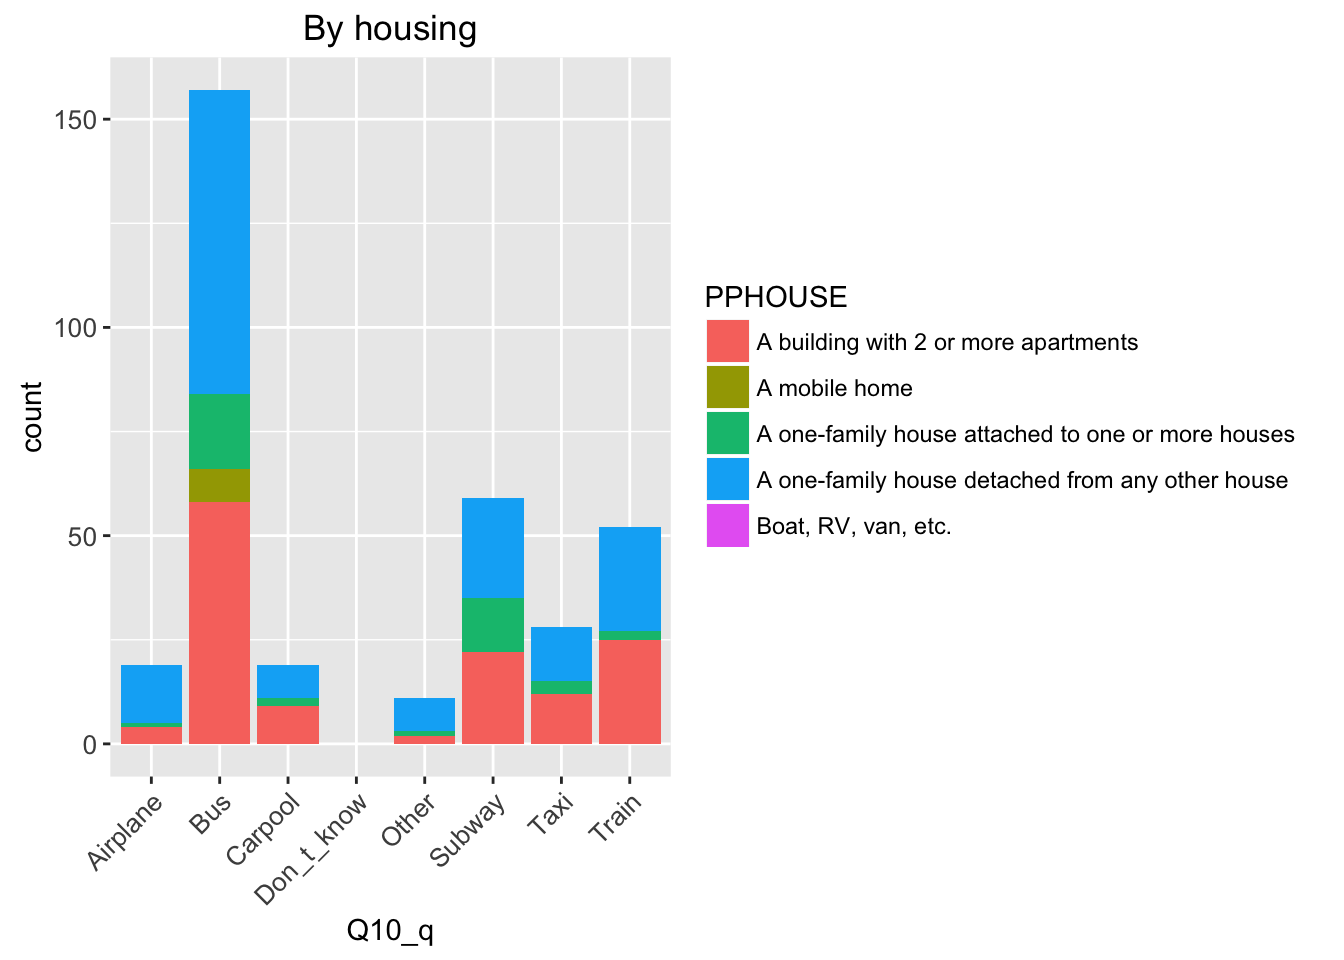 By housing
count
150
100
50
0
Airplane
Bus
Carpool
Don_t_know
Other
Subway
Taxi
Train
Q10_q
PPHOUSE
A building with 2 or more apartments
A mobile home
A one-family house attached to one or more houses
A one-family house detached from any other house
Boat, RV, van, etc.